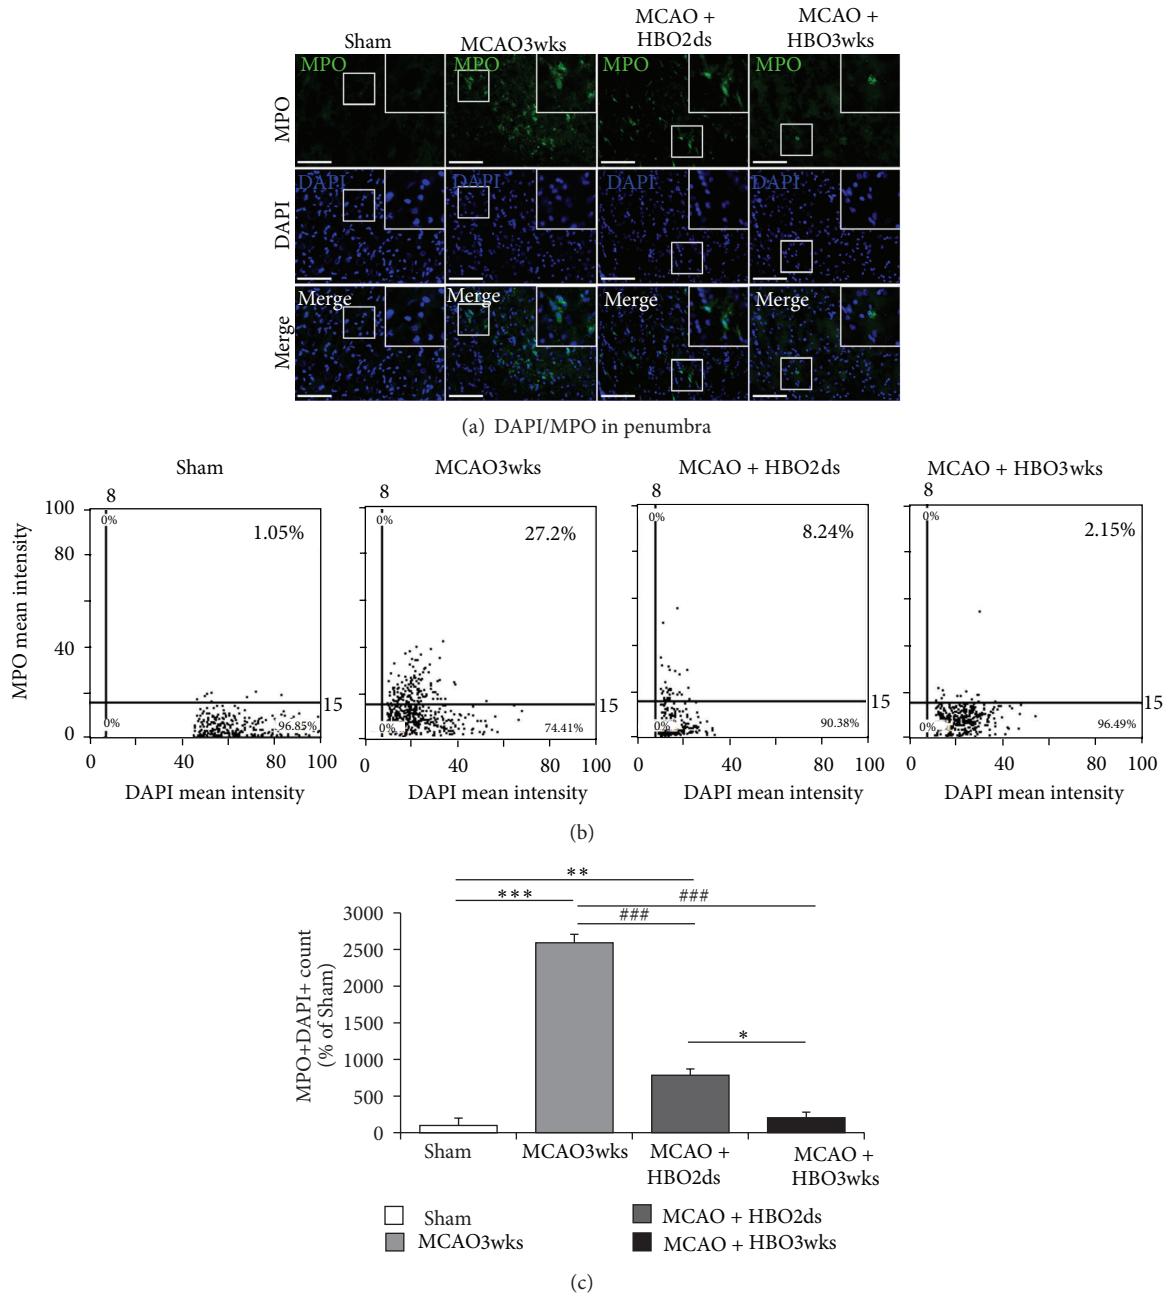 Sham
MCAO3wks
MCAO +
HBO2ds
MCAO +
HBO3wks
MPO
MPO
MPO
MPO
MPO
DAPI
DAPI
DAPI
DAPI
DAPI
Merge
Merge
Merge
Merge
Merge
(a) DAPI/MPO in penumbra
Sham
MCAO3wks
MCAO + HBO2ds
MCAO + HBO3wks
MPO mean intensity
100
80
40
0
8
0%
1.05%
15
0%
96.85%
0 40 80 100
DAPI mean intensity
8
0%
27.2%
15
0%
74.41%
0 40 80 100
DAPI mean intensity
8
0%
8.24%
15
0%
90.38%
0 40 80 100
DAPI mean intensity
8
0%
2.15%
0%
96.49%
0 40 80 100
DAPI mean intensity
(b)
MPO+DAPI+ count
(% of Sham)
3000
2500
2000
1500
1000
500
0
**
***
###
###
*
Sham
MCAO3wks
MCAO +
HBO2ds
MCAO +
HBO3wks
Sham
MCAO3wks
MCAO + HBO2ds
MCAO + HBO3wks
(c)